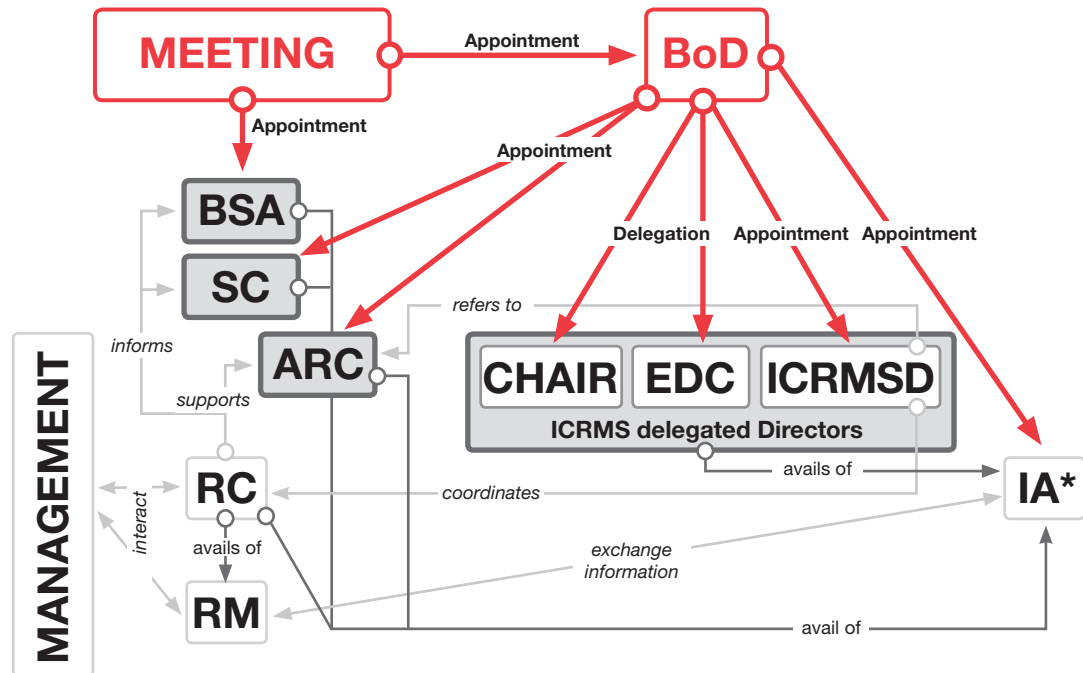 MEETING
Appointment
BoD
Appointment
Appointment
BSA
Delegation
Appointment
Appointment
SC
refers to
informs
ARC
CHAIR
EDC
ICRMSD
supports
ICRMS delegated Directors
MANAGEMENT
avails of
RC
coordinates
IA*
interact
avails of
exchange
information
RM
avail of